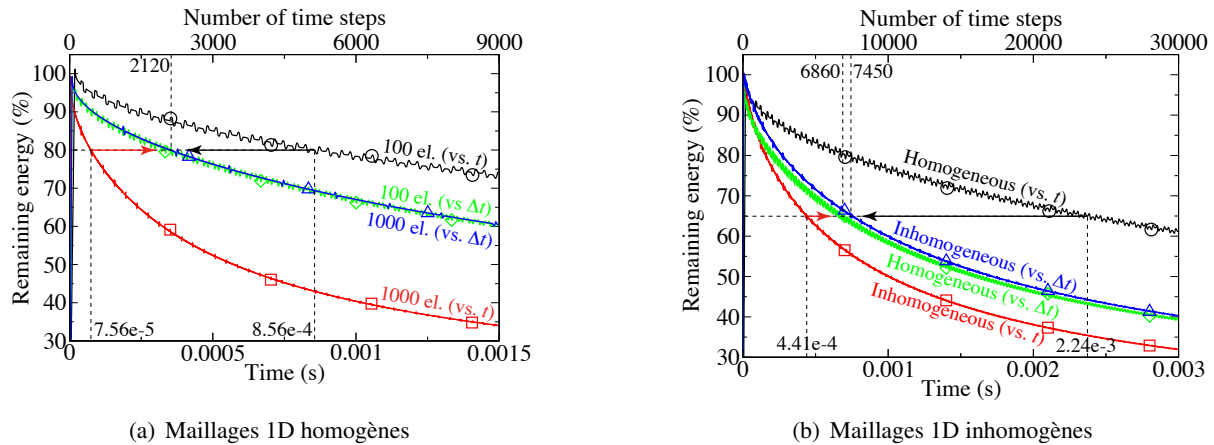 Number of time steps
0 3000 6000 9000
2120
100
90
80
70
60
50
40
30
Remaining energy (%)
100 el. (vs. t)
100 el. (vs Δt)
1000 el. (vs. Δt)
1000 el. (vs. t)
7.56e-5
8.56e-4
0 0.0005 0.001 0.0015
Time (s)
(a) Maillages 1D homogènes
Number of time steps
0 10000 20000 30000
6860 7450
100
90
80
70
60
50
40
30
Remaining energy (%)
Homogeneous (vs. t)
Inhomogeneous (vs. Δt)
Homogeneous (vs. Δt)
Inhomogeneous (vs. t)
4.41e-4
2.24e-3
0 0.001 0.002 0.003
Time (s)
(b) Maillages 1D inhomogènes